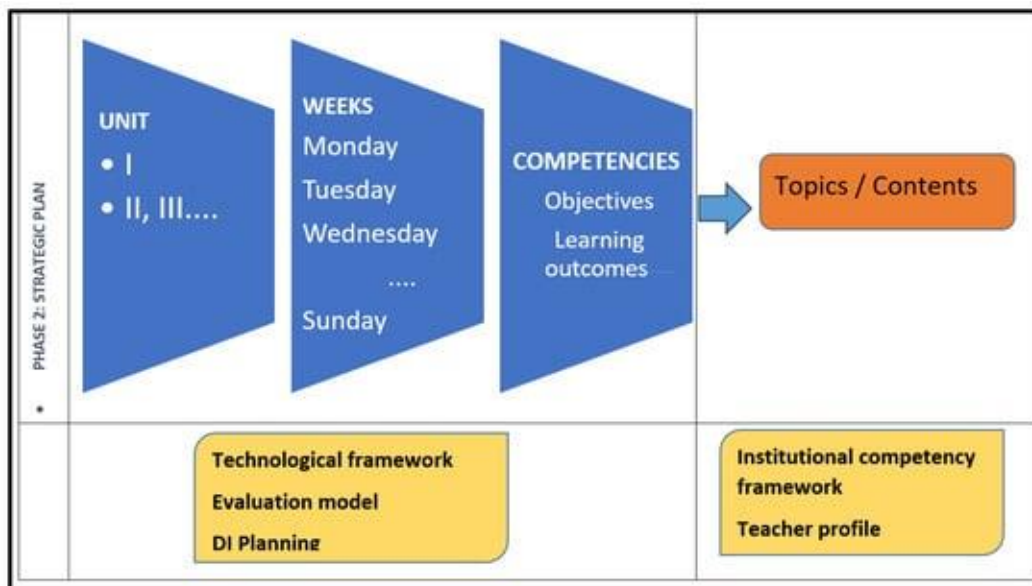 • PHASE 2: STRATEGIC PLAN
UNIT
• I
• II, III....
WEEKS
Monday
Tuesday
Wednesday
....
Sunday
COMPETENCIES
Objectives
Learning
outcomes
Topics / Contents
Technological framework
Evaluation model
DI Planning
Institutional competency
framework
Teacher profile